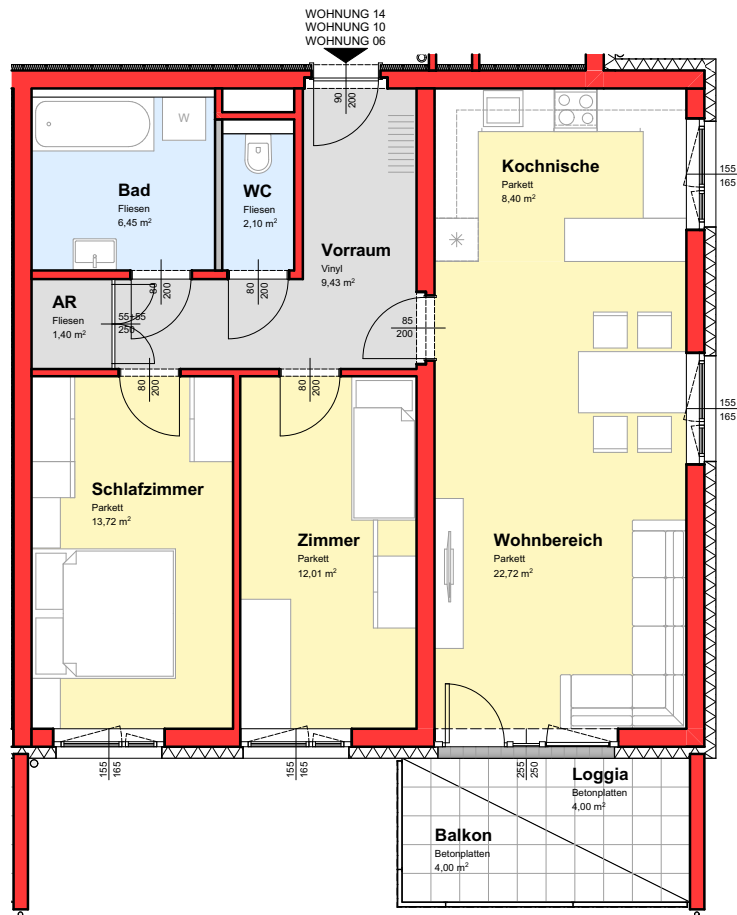 WOHNUNG 14
WOHNUNG 10
WOHNUNG 06
90
200
W
Bad
Fliesen
6,45 m²
WC
Fliesen
2,10 m²
Vorraum
Vinyl
9,43 m²
Kochnische
Parkett
8,40 m²
155
165
80
200
80
200
AR
Fliesen
1,40 m²
55+55
250
85
200
80
200
80
200
155
165
Schlafzimmer
Parkett
13,72 m²
Zimmer
Parkett
12,01 m²
Wohnbereich
Parkett
22,72 m²
155
165
155
165
255
250
Loggia
Betonplatten
4,00 m²
Balkon
Betonplatten
4,00 m²